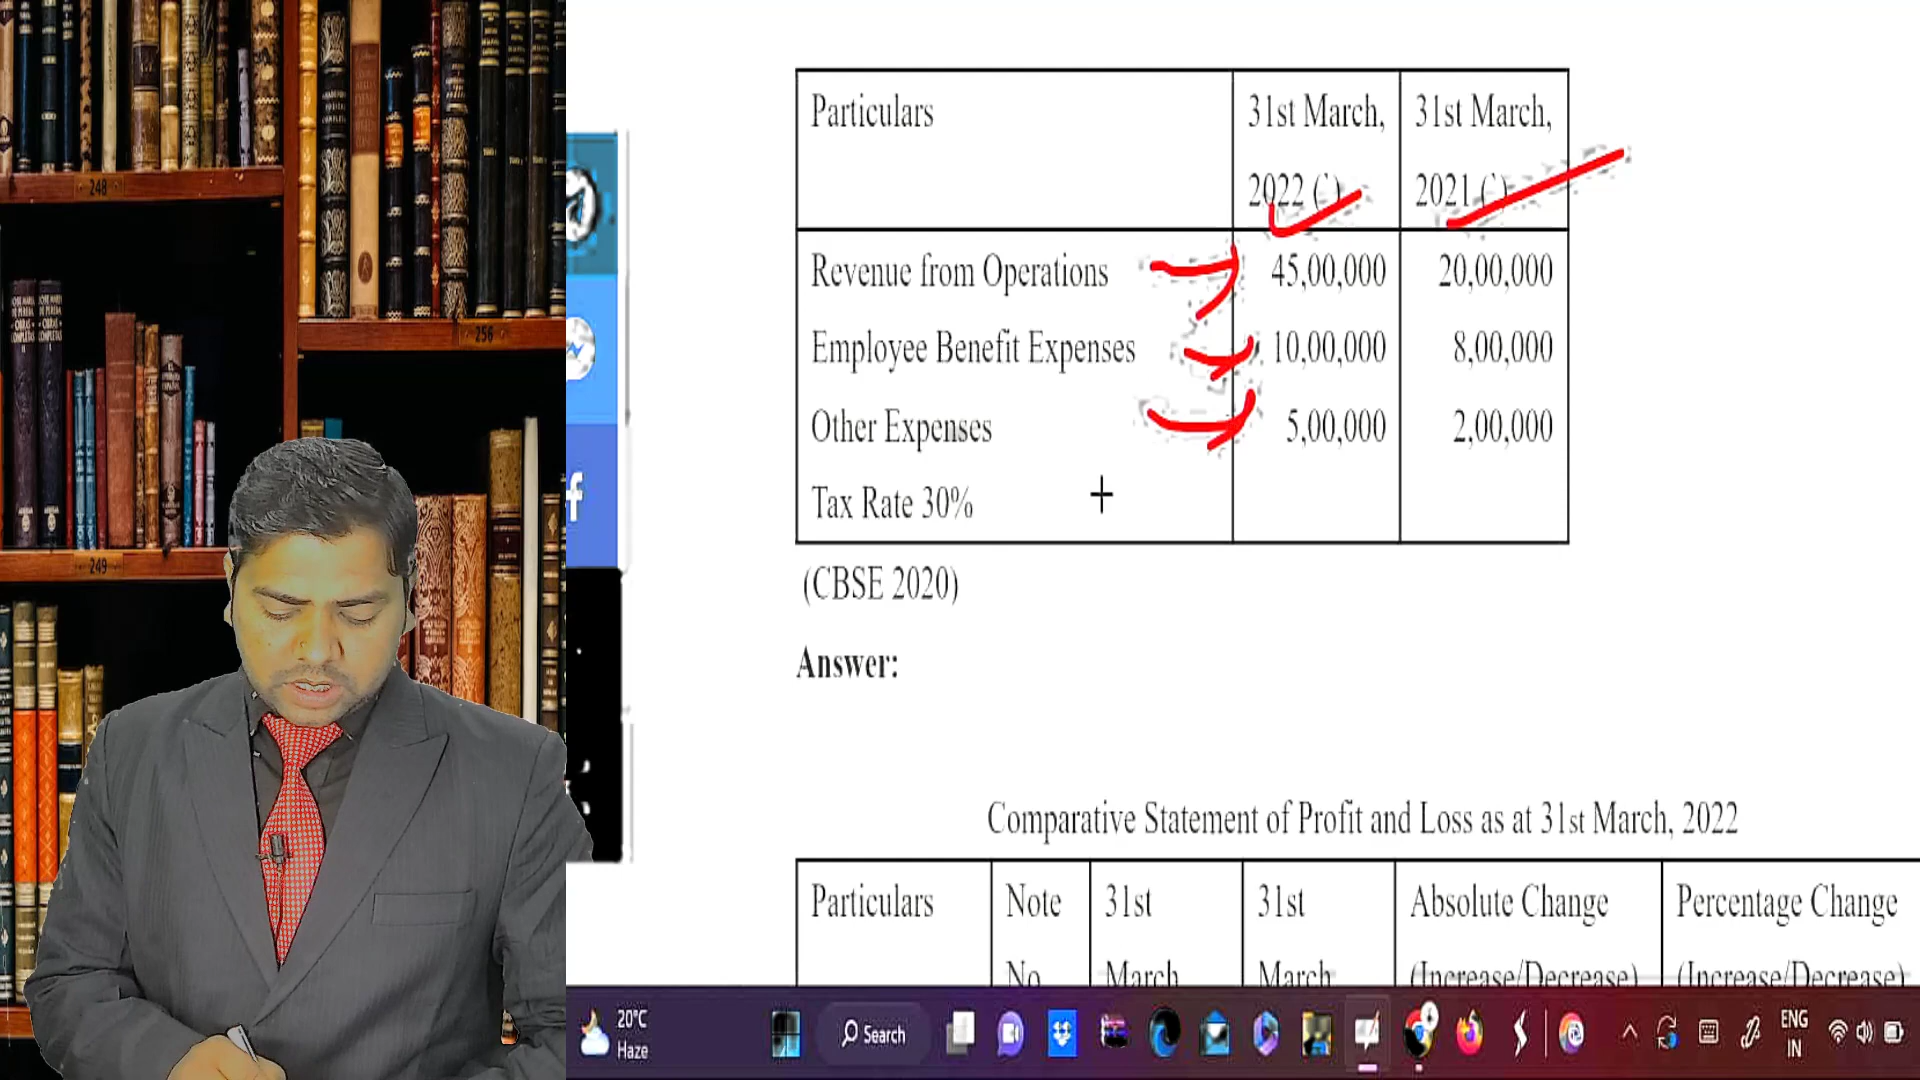 Particulars
31st March, 2022 (`)
31st March, 2021 (`)
Revenue from Operations 45,00,000 20,00,000
Employee Benefit Expenses 10,00,000 8,00,000
Other Expenses 5,00,000 2,00,000
Tax Rate 30%
(CBSE 2020)
Answer:
Comparative Statement of Profit and Loss as at 31st March, 2022
Particulars
Note No
31st March
31st March
Absolute Change (Increase/Decrease)
Percentage Change (Increase/Decrease)
248
256
249
20°C
Haze
Search
ENG
IN